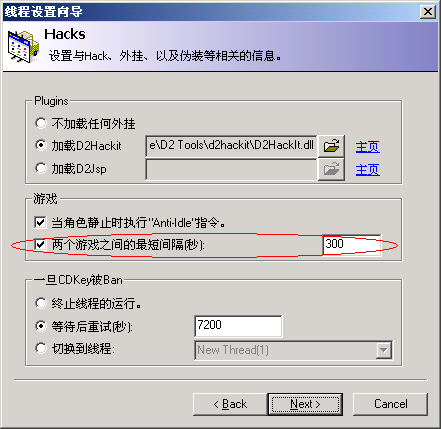 线程设置向导
Hacks
设置与Hack、外挂、以及伪装等相关的信息。
Plugins
不加载任何外挂
加载D2Hackit e\D2 Tools\d2hackit\D2HackIt.dll 主页
加载D2Jsp 主页
游戏
当角色静止时执行"Anti-Idle"指令。
两个游戏之间的最短间隔(秒): 300
一旦CDKey被Ban
终止线程的运行。
等待后重试(秒): 7200
切换到线程: New Thread(1)
< Back Next > Cancel